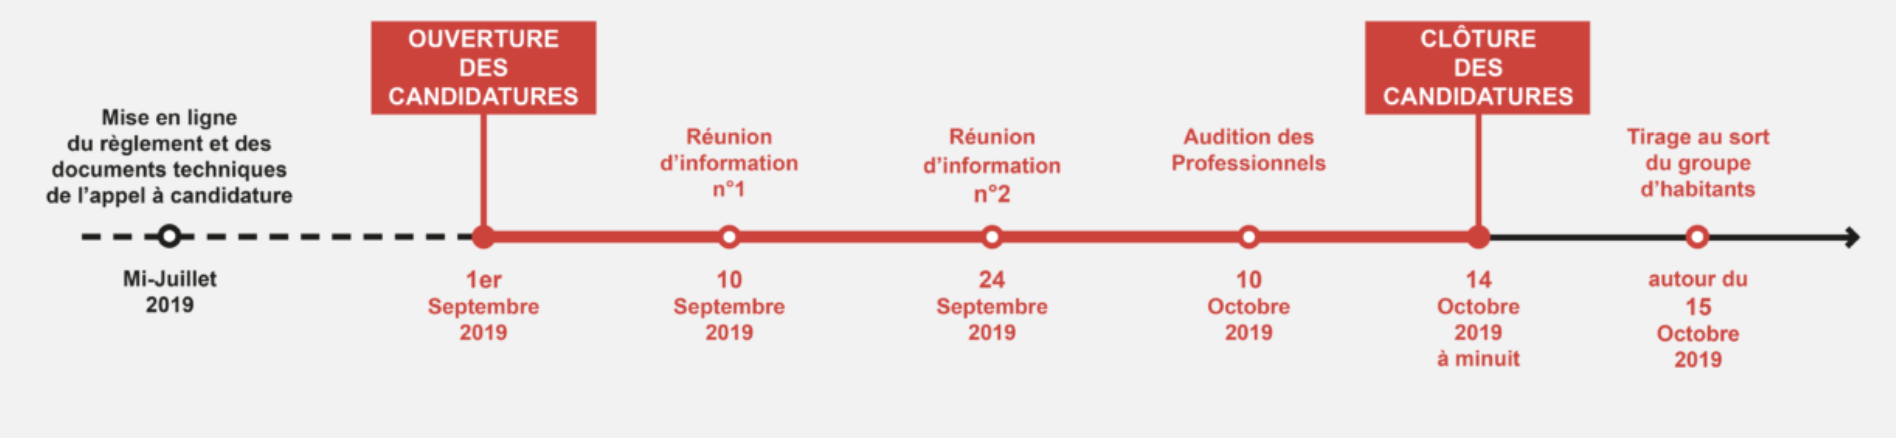 Mise en ligne
du règlement et des
documents techniques
de l'appel à candidature
Mi-Juillet
2019
OUVERTURE
DES
CANDIDATURES
1er
Septembre
2019
Réunion
d'information
n°1
10
Septembre
2019
Réunion
d'information
n°2
24
Septembre
2019
Audition des
Professionnels
10
Octobre
2019
CLÔTURE
DES
CANDIDATURES
14
Octobre
2019
à minuit
Tirage au sort
du groupe
d'habitants
autour du
15
Octobre
2019